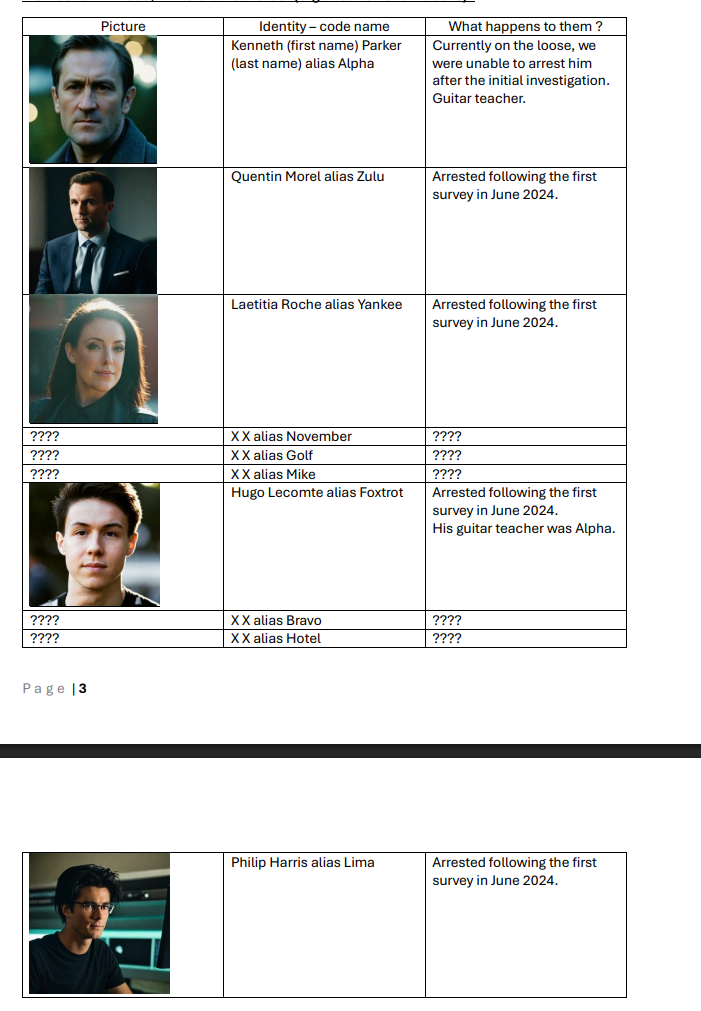 Picture
Identity – code name
What happens to them ?
Kenneth (first name) Parker
(last name) alias Alpha
Currently on the loose, we
were unable to arrest him
after the initial investigation.
Guitar teacher.
Quentin Morel alias Zulu
Arrested following the first
survey in June 2024.
Laetitia Roche alias Yankee
Arrested following the first
survey in June 2024.
????
X X alias November
????
????
X X alias Golf
????
????
X X alias Mike
????
Hugo Lecomte alias Foxtrot
Arrested following the first
survey in June 2024.
His guitar teacher was Alpha.
????
X X alias Bravo
????
????
X X alias Hotel
????
Page | 3
Philip Harris alias Lima
Arrested following the first
survey in June 2024.